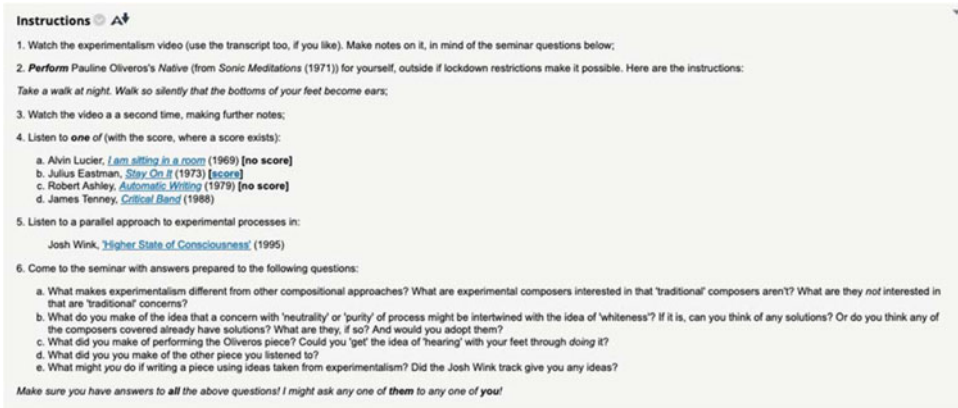 Instructions
1. Watch the experimentalism video (use the transcript too, if you like). Make notes on it, in mind of the seminar questions below;
2. Perform Pauline Oliveros's Native (from Sonic Meditations (1971)) for yourself, outside if lockdown restrictions make it possible. Here are the instructions:
Take a walk at night. Walk so silently that the bottoms of your feet become ears;
3. Watch the video a a second time, making further notes;
4. Listen to one of (with the score, where a score exists):
a. Alvin Lucier, I am sitting in a room (1969) [no score]
b. Julius Eastman, Stay On It (1973) [score]
c. Robert Ashley, Automatic Writing (1979) [no score]
d. James Tenney, Critical Band (1988)
5. Listen to a parallel approach to experimental processes in:
Josh Wink, 'Higher State of Consciousness' (1995)
6. Come to the seminar with answers prepared to the following questions:
a. What makes experimentalism different from other compositional approaches? What are experimental composers interested in that 'traditional' composers aren't? What are they not interested in
that are 'traditional' concerns?
b. What do you make of the idea that a concern with 'neutrality' or 'purity' of process might be intertwined with the idea of 'whiteness'? If it is, can you think of any solutions? Or do you think any of
the composers covered already have solutions? What are they, if so? And would you adopt them?
c. What did you make of performing the Oliveros piece? Could you 'get' the idea of 'hearing' with your feet through doing it?
d. What did you you make of the other piece you listened to?
e. What might you do if writing a piece using ideas taken from experimentalism? Did the Josh Wink track give you any ideas?
Make sure you have answers to all the above questions! I might ask any one of them to any one of you!